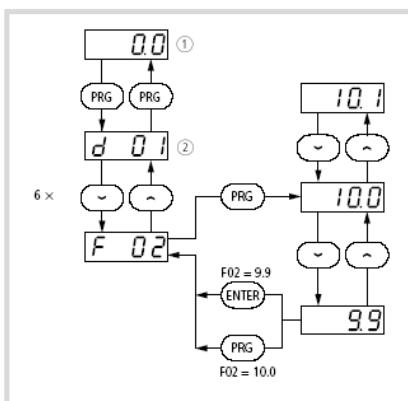 0.0 ①
PRG PRG
10.1
d 01 ②
6 ×
PRG
10.0
F 02
F02 = 9.9
ENTER
9.9
PRG
F02 = 10.0